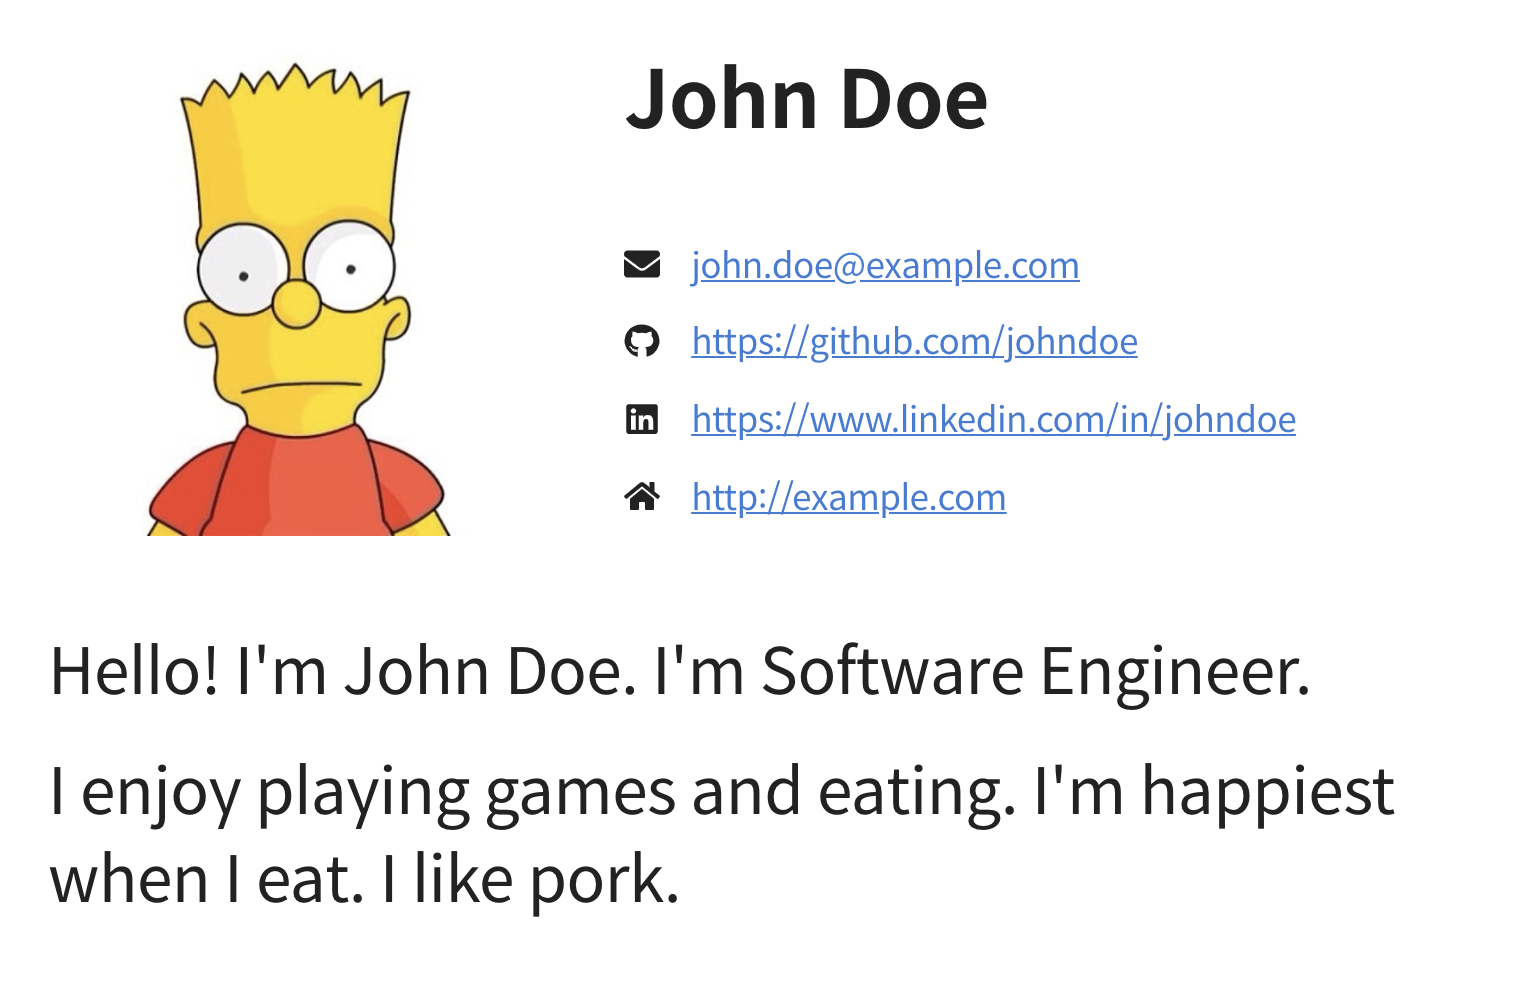 John Doe
john.doe@example.com
https://github.com/johndoe
https://www.linkedin.com/in/johndoe
http://example.com
Hello! I'm John Doe. I'm Software Engineer.
I enjoy playing games and eating. I'm happiest
when I eat. I like pork.